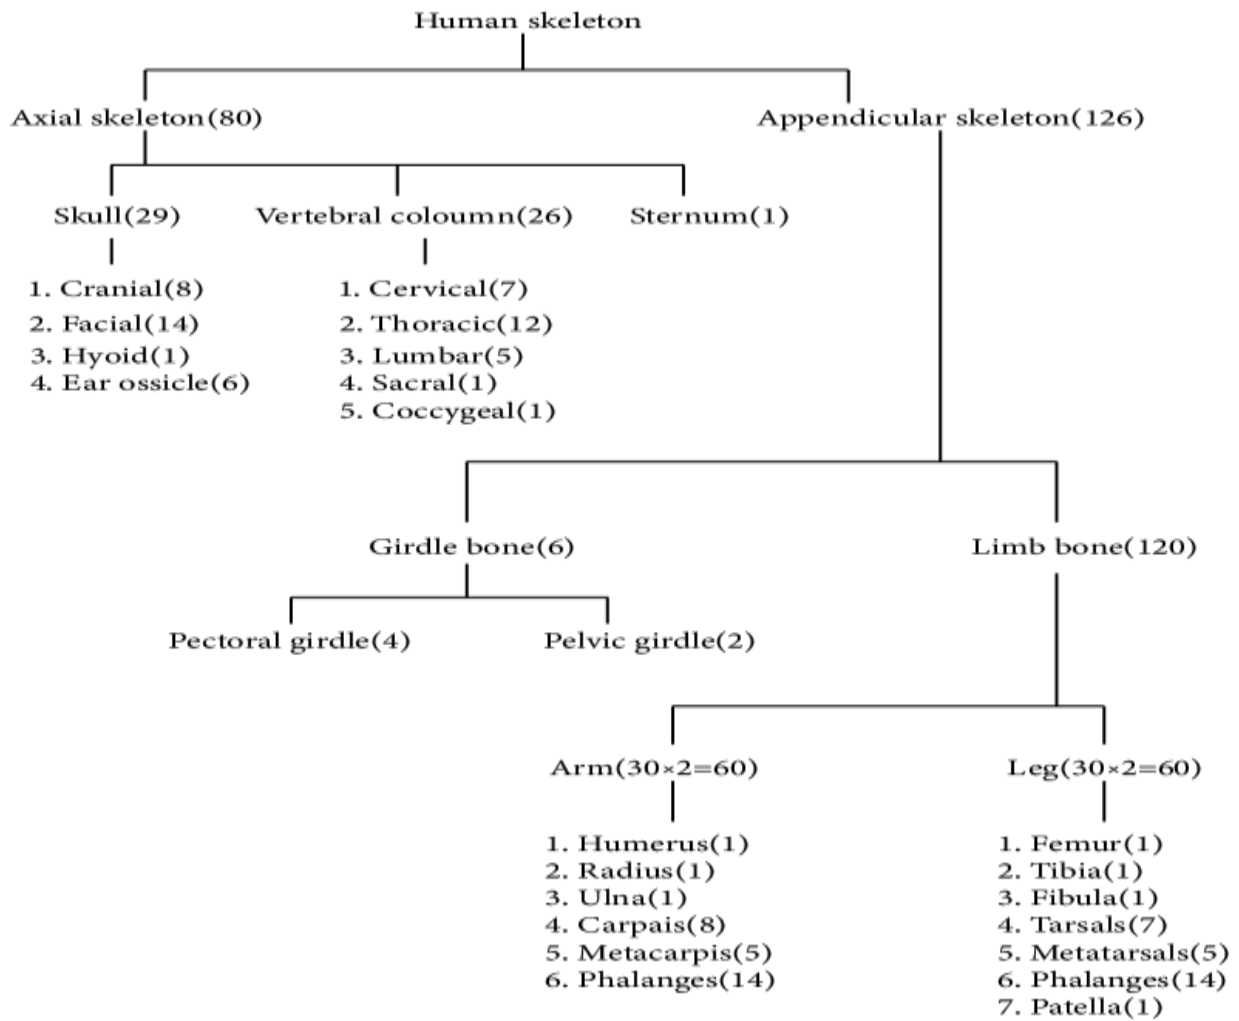 Human skeleton
Axial skeleton(80)
Appendicular skeleton(126)
Skull(29)
Vertebral coloumn(26)
Sternum(1)
1. Cranial(8)
2. Facial(14)
3. Hyoid(1)
4. Ear ossicle(6)
1. Cervical(7)
2. Thoracic(12)
3. Lumbar(5)
4. Sacral(1)
5. Coccygeal(1)
Girdle bone(6)
Limb bone(120)
Pectoral girdle(4)
Pelvic girdle(2)
Arm(30×2=60)
Leg(30×2=60)
1. Humerus(1)
2. Radius(1)
3. Ulna(1)
4. Carpais(8)
5. Metacarpis(5)
6. Phalanges(14)
1. Femur(1)
2. Tibia(1)
3. Fibula(1)
4. Tarsals(7)
5. Metatarsals(5)
6. Phalanges(14)
7. Patella(1)